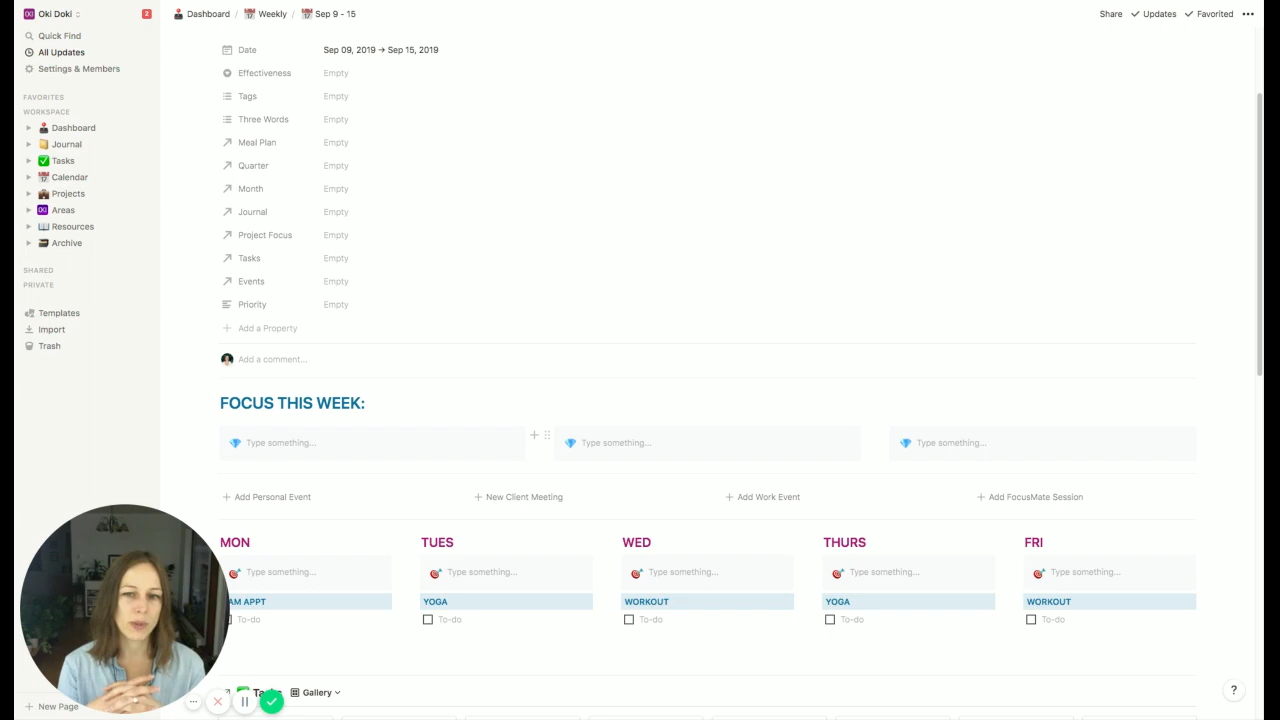 Oki Doki
2
Dashboard / Weekly / Sep 9 - 15
Share Updates Favorited
Quick Find
All Updates
Settings & Members
FAVORITES
WORKSPACE
Dashboard
Journal
Tasks
Calendar
Projects
Areas
Resources
Archive
SHARED
PRIVATE
Templates
Import
Trash
New Page
Date Sep 09, 2019 → Sep 15, 2019
Effectiveness Empty
Tags Empty
Three Words Empty
Meal Plan Empty
Quarter Empty
Month Empty
Journal Empty
Project Focus Empty
Tasks Empty
Events Empty
Priority Empty
Add a Property
Add a comment...
FOCUS THIS WEEK:
Type something... Type something... Type something...
Add Personal Event New Client Meeting Add Work Event Add FocusMate Session
MON TUES WED THURS FRI
Type something... Type something... Type something... Type something... Type something...
AM APPT YOGA WORKOUT YOGA WORKOUT
To-do To-do To-do To-do To-do
Gallery
?